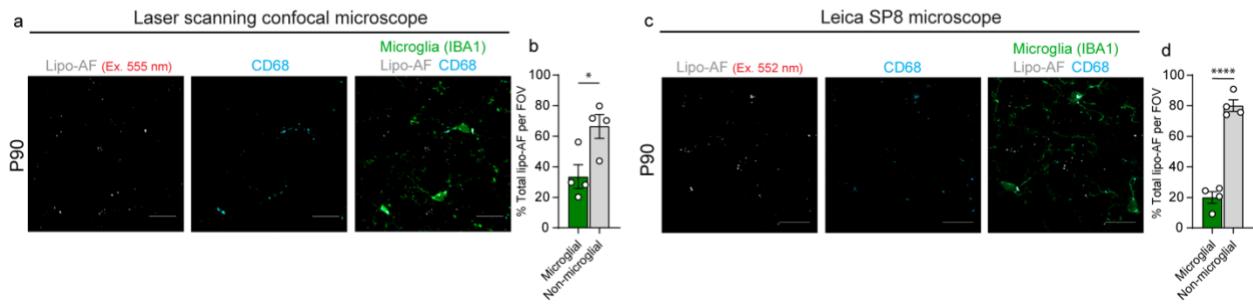 a
Laser scanning confocal microscope
Lipo-AF (Ex. 555 nm)
CD68
Microglia (IBA1)
Lipo-AF CD68
P90
b
% Total lipo-AF per FOV
100
80
60
40
20
0
*
Microglial
Non-microglial
c
Leica SP8 microscope
Lipo-AF (Ex. 552 nm)
CD68
Microglia (IBA1)
Lipo-AF CD68
P90
d
% Total lipo-AF per FOV
100
80
60
40
20
0
****
Microglial
Non-microglial